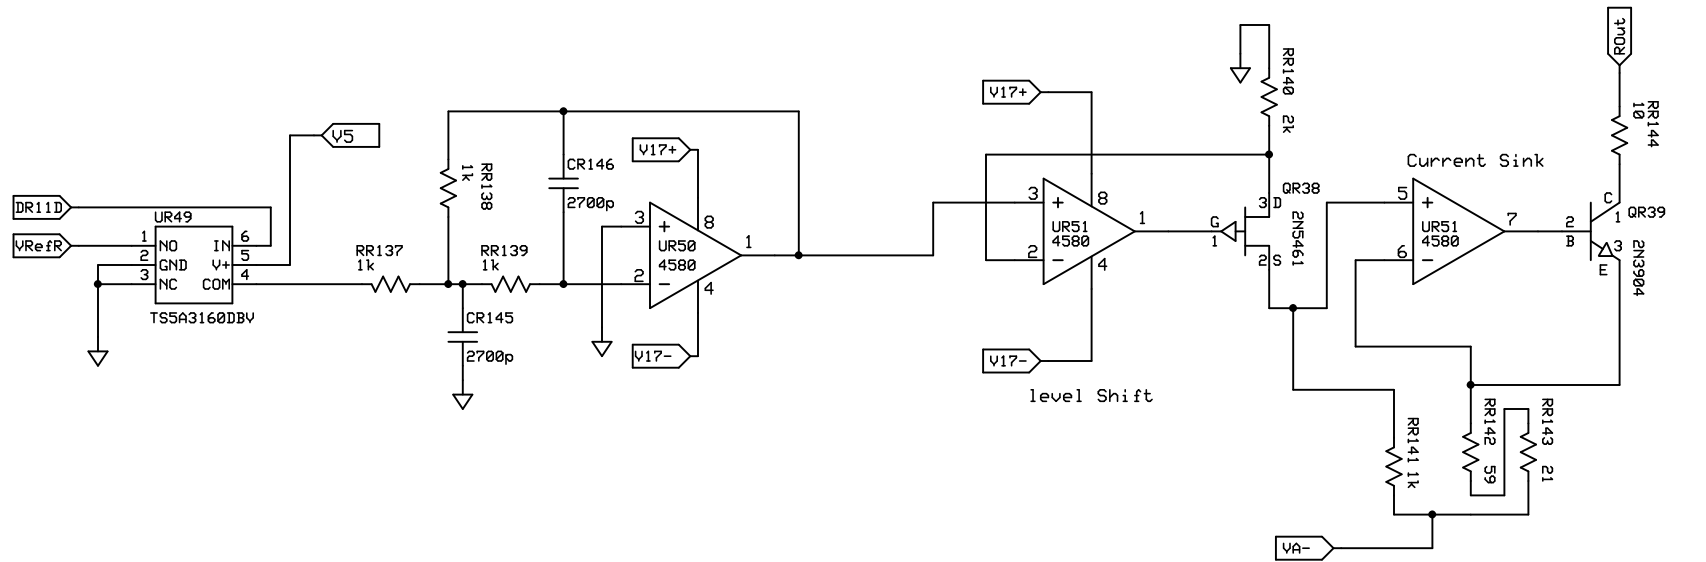 V5
DR11D
VRefR
UR49
1 NO IN 6
2 GND V+ 5
3 NC COM 4
TS5A3160DBV
RR137
1k
RR138
1k
RR139
1k
CR145
2700p
CR146
2700p
V17+
3 + 8
UR50
4580
1
2 - 4
V17-
V17+
3 + 8
UR51
4580
1
2 - 4
V17-
level Shift
RR140 2k
QR38
3 D
G
1
2 S
2N5461
RR141 1k
VA-
Current Sink
5 +
UR51
4580
7
6 -
2
B
C
1
QR39
3
E
2N3904
RR142 59
RR143 21
RR144
10
ROut